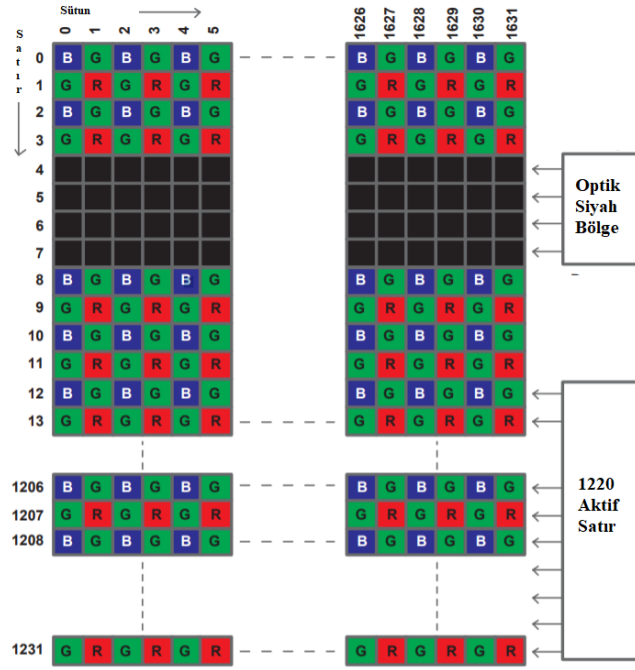 Sütun
Satır
0 1 2 3 4 5 1626 1627 1628 1629 1630 1631
0 B G B G B G B G B G B G
1 G R G R G R G R G R G R
2 B G B G B G B G B G B G
3 G R G R G R G R G R G R
4
5
6
7
Optik
Siyah
Bölge
8 B G B G B G B G B G B G
9 G R G R G R G R G R G R
10 B G B G B G B G B G B G
11 G R G R G R G R G R G R
12 B G B G B G B G B G B G
13 G R G R G R G R G R G R
1206 B G B G B G B G B G B G
1207 G R G R G R G R G R G R
1208 B G B G B G B G B G B G
1220
Aktif
Satır
1231 G R G R G R G R G R G R